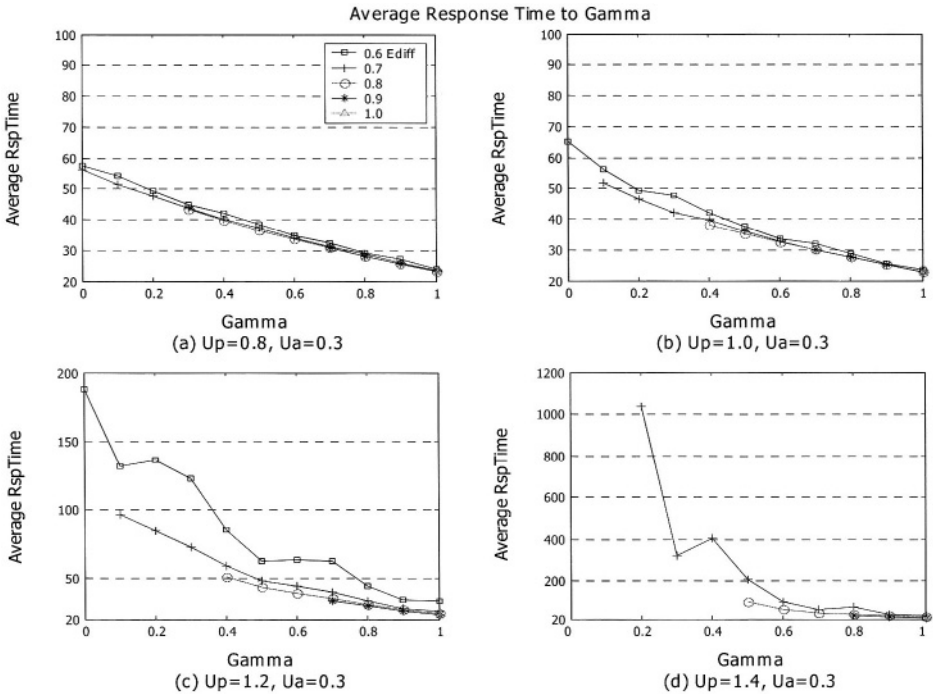 Average Response Time to Gamma
100
90
80
70
60
50
40
30
20
0 0.2 0.4 0.6 0.8 1
Average RspTime
0.6 Ediff
0.7
0.8
0.9
1.0
Gamma
(a) Up=0.8, Ua=0.3
100
90
80
70
60
50
40
30
20
0 0.2 0.4 0.6 0.8 1
Average RspTime
Gamma
(b) Up=1.0, Ua=0.3
200
150
100
50
20
0 0.2 0.4 0.6 0.8 1
Average RspTime
Gamma
(c) Up=1.2, Ua=0.3
1200
1000
800
600
400
200
20
0 0.2 0.4 0.6 0.8 1
Average RspTime
Gamma
(d) Up=1.4, Ua=0.3